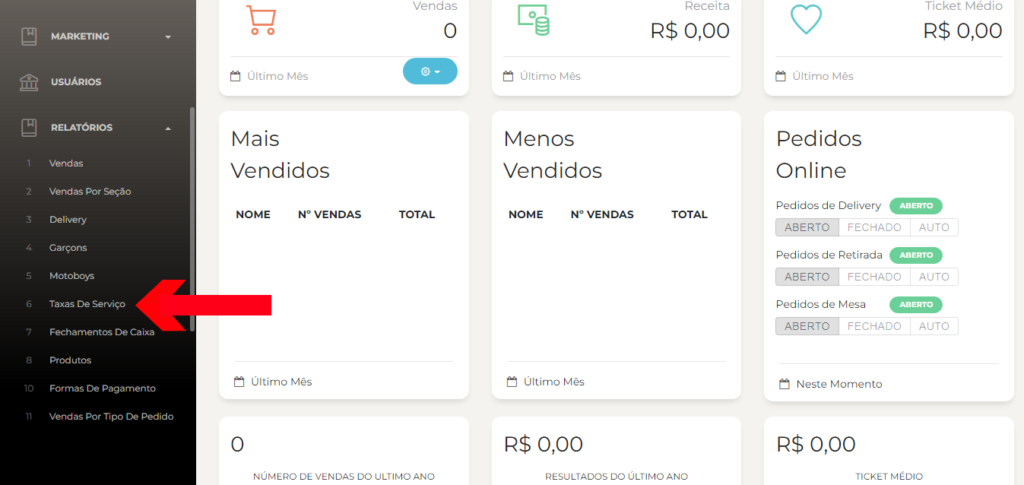 MARKETING
USUÁRIOS
RELATÓRIOS
1 Vendas
2 Vendas Por Seção
3 Delivery
4 Garçons
5 Motoboys
6 Taxas De Serviço
7 Fechamentos De Caixa
8 Produtos
10 Formas De Pagamento
11 Vendas Por Tipo De Pedido
Vendas
0
Último Mês
Receita
R$ 0,00
Último Mês
Ticket Médio
R$ 0,00
Último Mês
Mais
Vendidos
NOME Nº VENDAS TOTAL
Último Mês
Menos
Vendidos
NOME Nº VENDAS TOTAL
Último Mês
Pedidos
Online
Pedidos de Delivery ABERTO
ABERTO FECHADO AUTO
Pedidos de Retirada ABERTO
ABERTO FECHADO AUTO
Pedidos de Mesa ABERTO
ABERTO FECHADO AUTO
Neste Momento
0
NÚMERO DE VENDAS DO ULTIMO ANO
R$ 0,00
RESULTADOS DO ÚLTIMO ANO
R$ 0,00
TICKET MÉDIO